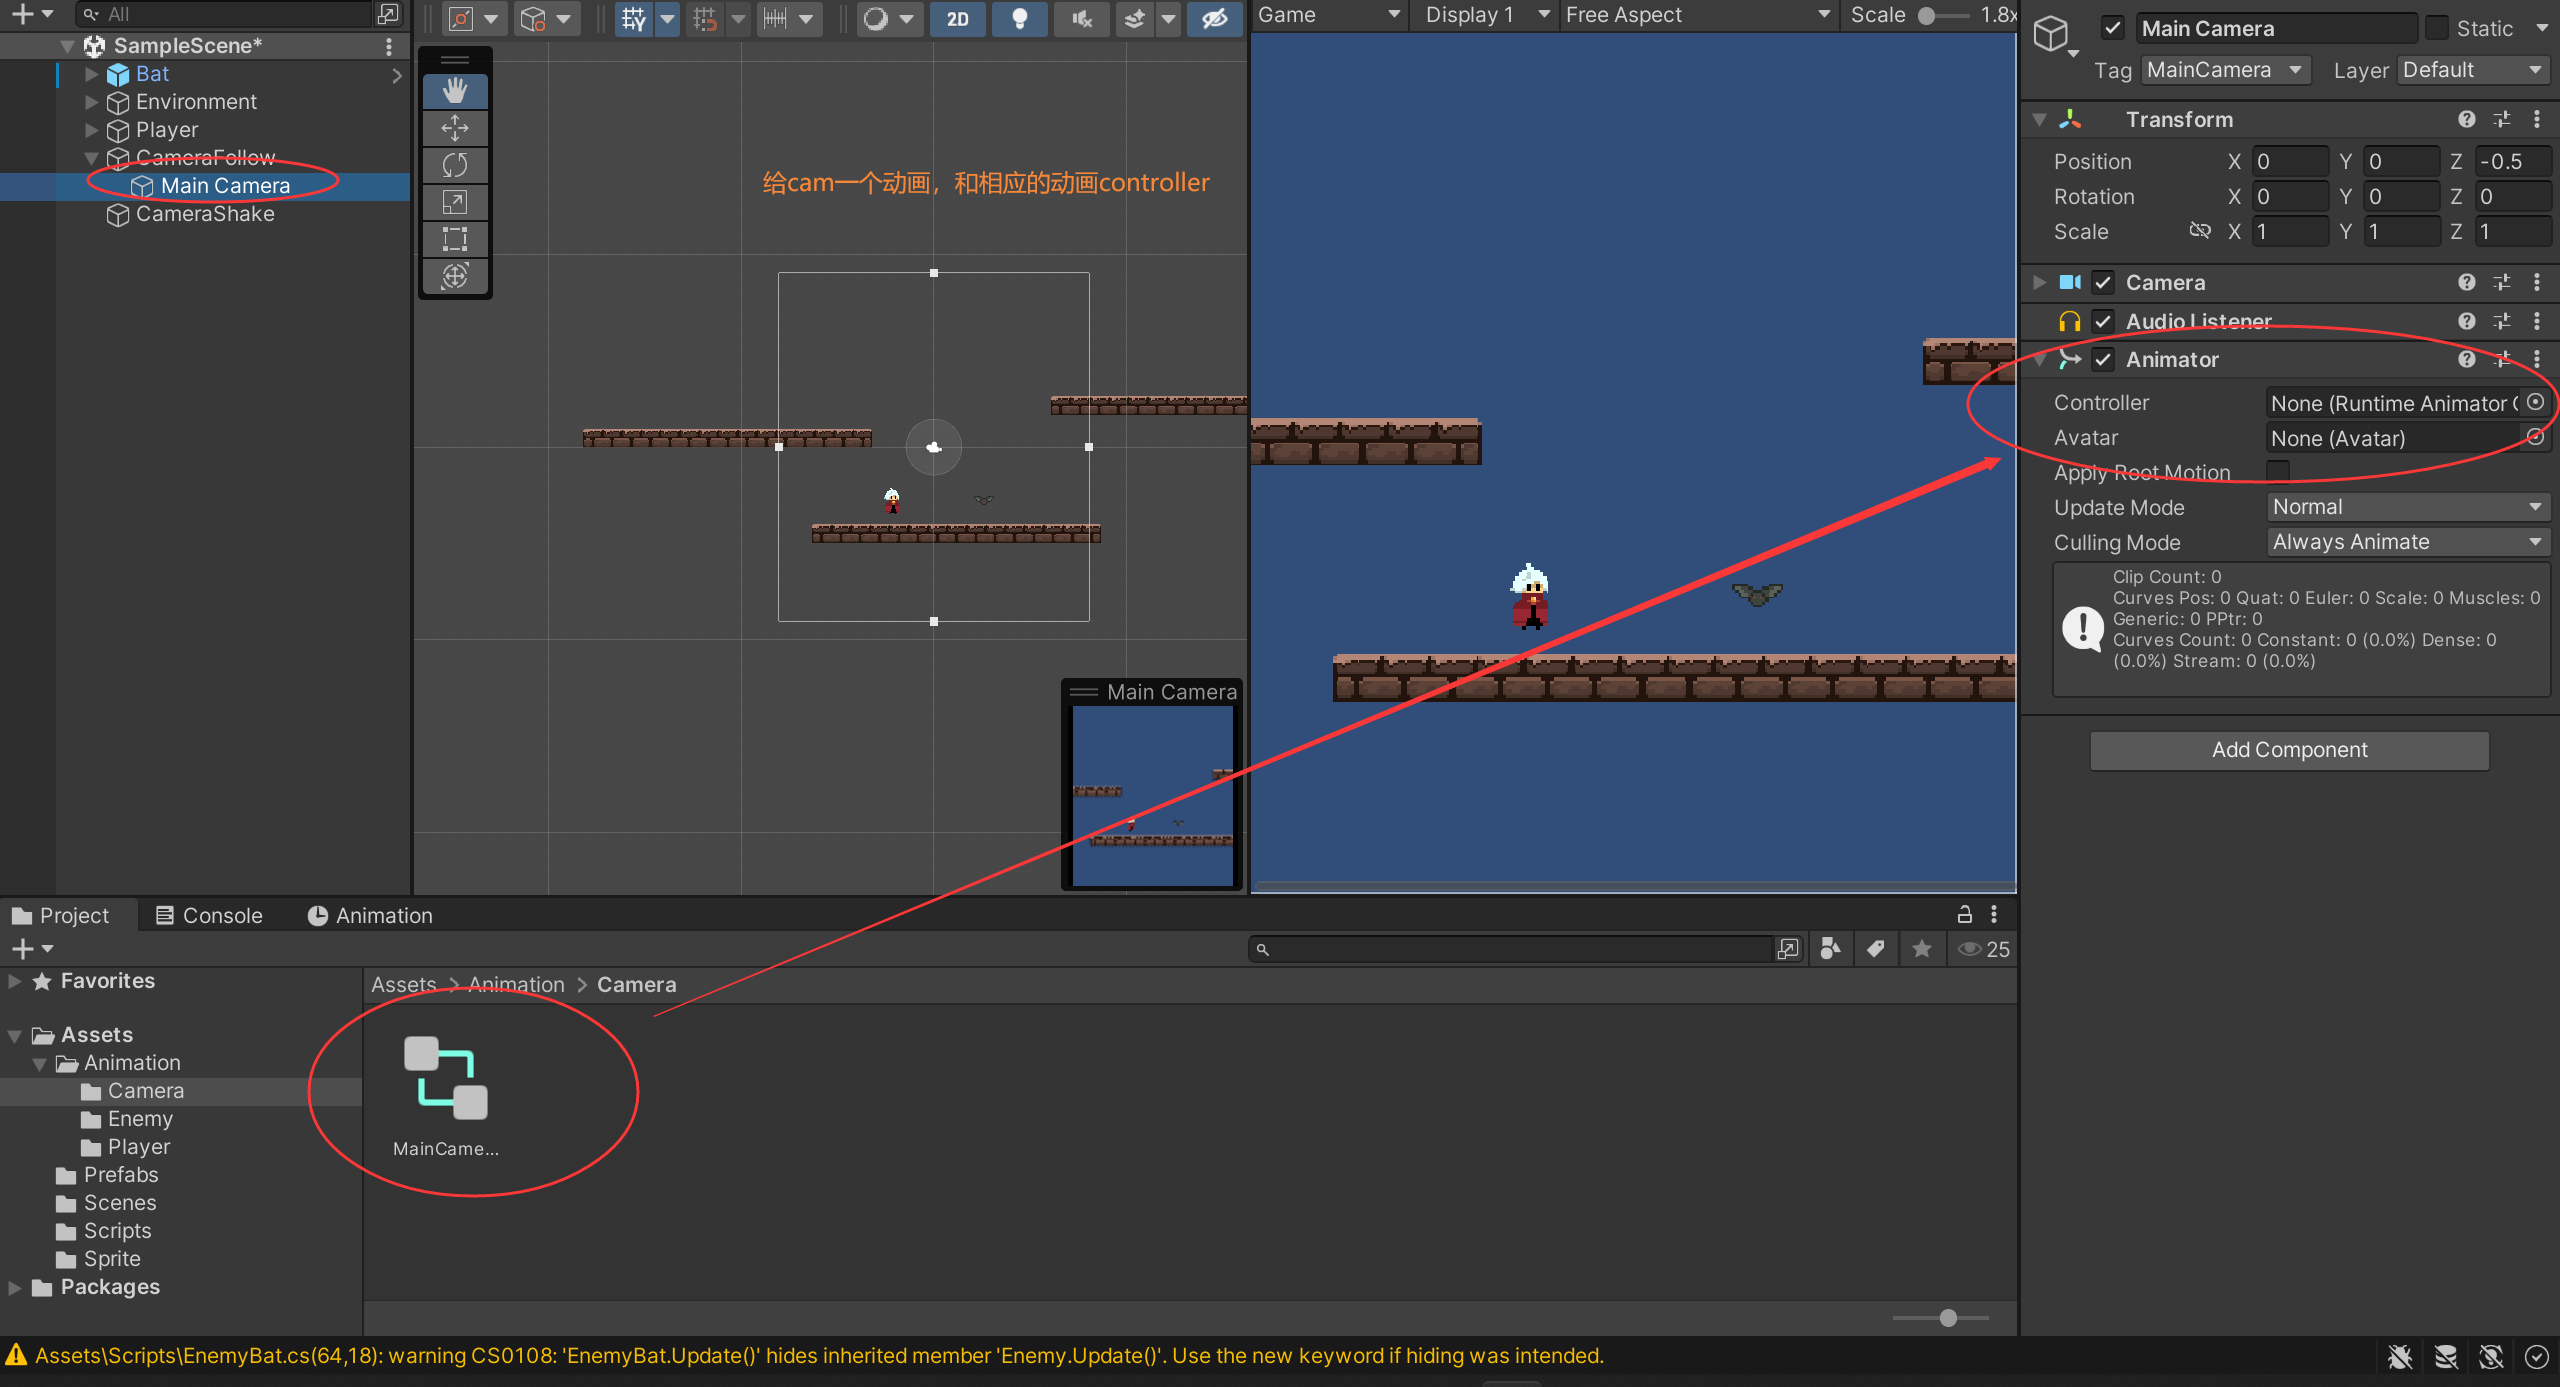 All
SampleScene*
Bat
Environment
Player
CameraFollow
Main Camera
CameraShake
2D
给cam一个动画，和相应的动画controller
Main Camera
Game
Display 1
Free Aspect
Scale
1.8x
Main Camera
Static
Tag
MainCamera
Layer
Default
Transform
Position
X
0
Y
0
Z
-0.5
Rotation
X
0
Y
0
Z
0
Scale
X
1
Y
1
Z
1
Camera
Audio Listener
Animator
Controller
None (Runtime Animator
Avatar
None (Avatar)
Apply Root Motion
Update Mode
Normal
Culling Mode
Always Animate
Clip Count: 0
Curves Pos: 0 Quat: 0 Euler: 0 Scale: 0 Muscles: 0
Generic: 0 PPtr: 0
Curves Count: 0 Constant: 0 (0.0%) Dense: 0
(0.0%) Stream: 0 (0.0%)
Add Component
Project
Console
Animation
25
Favorites
Assets
Animation
Camera
Enemy
Player
Prefabs
Scenes
Scripts
Sprite
Packages
Assets > Animation > Camera
MainCame...
Assets\Scripts\EnemyBat.cs(64,18): warning CS0108: 'EnemyBat.Update()' hides inherited member 'Enemy.Update()'. Use the new keyword if hiding was intended.